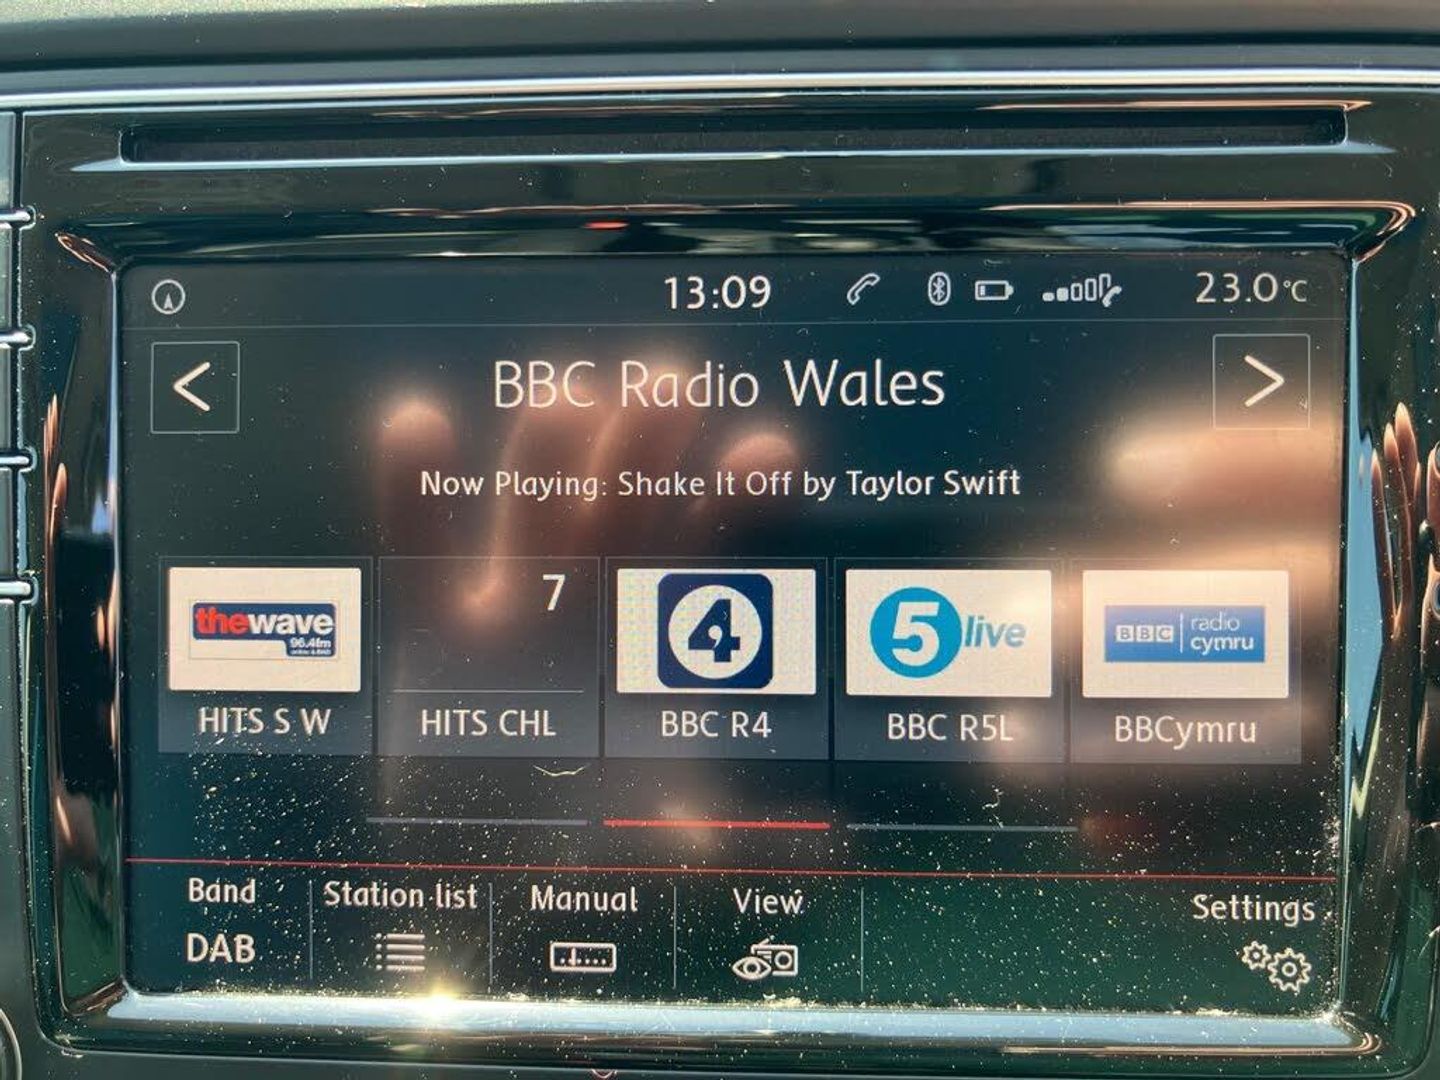 13:09
23.0°C
BBC Radio Wales
Now Playing: Shake It Off by Taylor Swift
thewave
96.4fm
7
4
5 live
BBC radio
cymru
HITS S W
HITS CHL
BBC R4
BBC R5L
BBCymru
Band
Station list
Manual
View
Settings
DAB